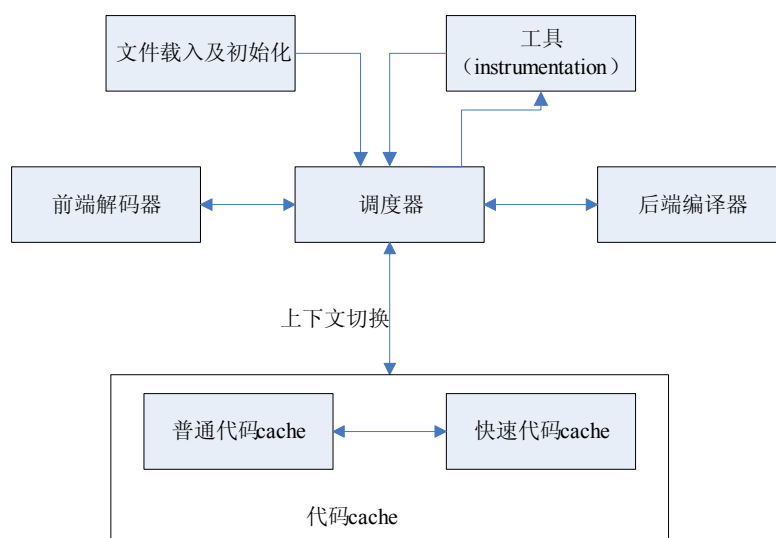 文件载入及初始化
工具
（instrumentation）
前端解码器
调度器
后端编译器
上下文切换
普通代码cache
快速代码cache
代码cache